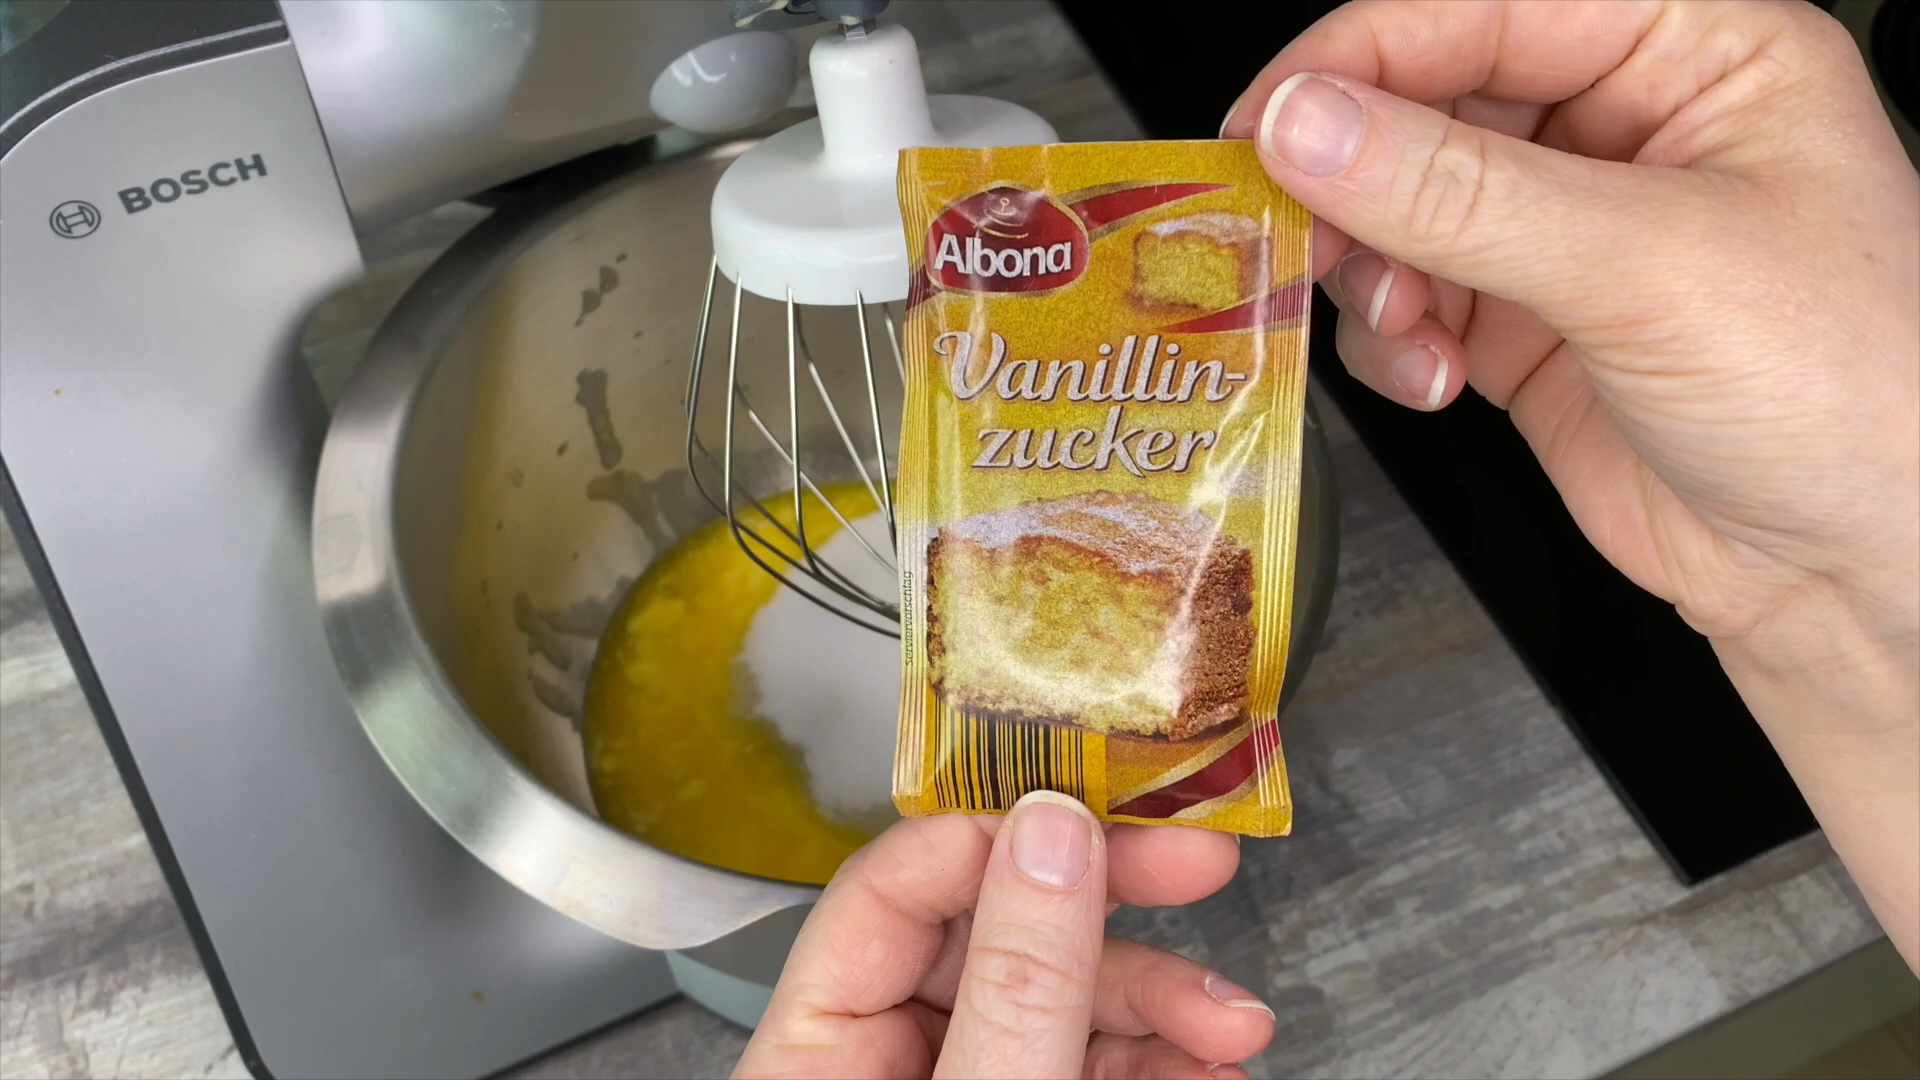 BOSCH
Albona
Vanillin-
zucker
Serviervorschlag